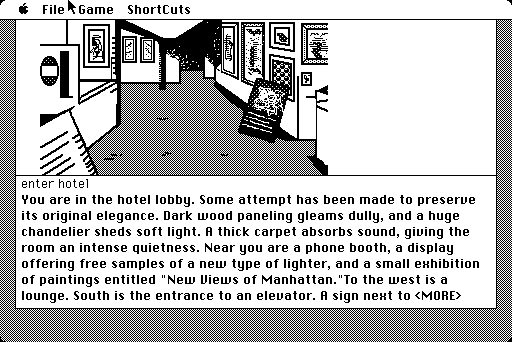 File Game ShortCuts
enter hotel
You are in the hotel lobby. Some attempt has been made to preserve
its original elegance. Dark wood paneling gleams dully, and a huge
chandelier sheds soft light. A thick carpet absorbs sound, giving the
room an intense quietness. Near you are a phone booth, a display
offering free samples of a new type of lighter, and a small exhibition
of paintings entitled "New Views of Manhattan."To the west is a
lounge. South is the entrance to an elevator. A sign next to <MORE>